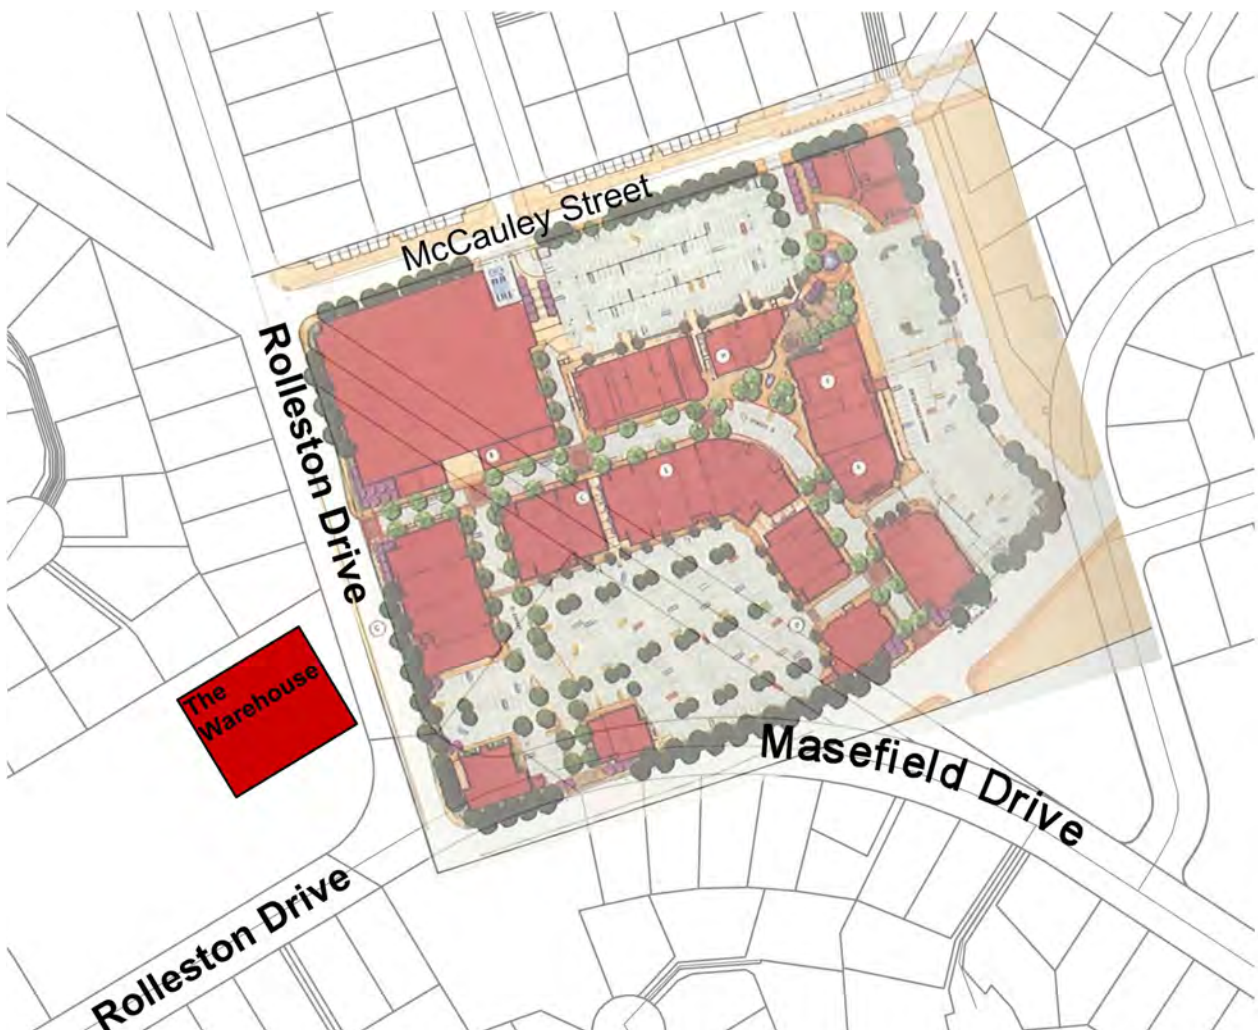 McCauley Street
Rolleston Drive
The
Warehouse
Masefield Drive
Rolleston Drive